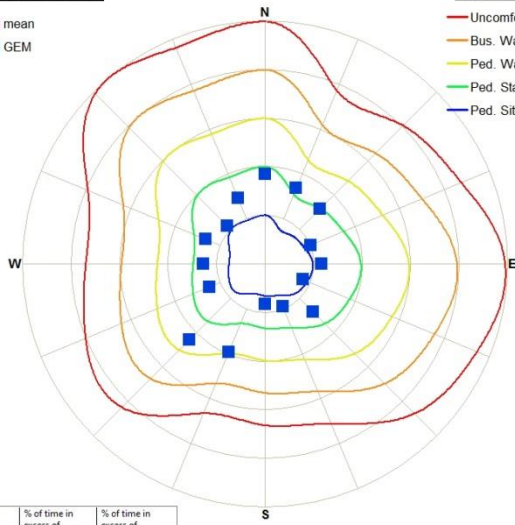 mean
GEM
N
Uncomfo
Bus. Wa
Ped. Wa
Ped. Sta
Ped. Sit
W
E
S
% of time in
excess of
% of time in
excess of